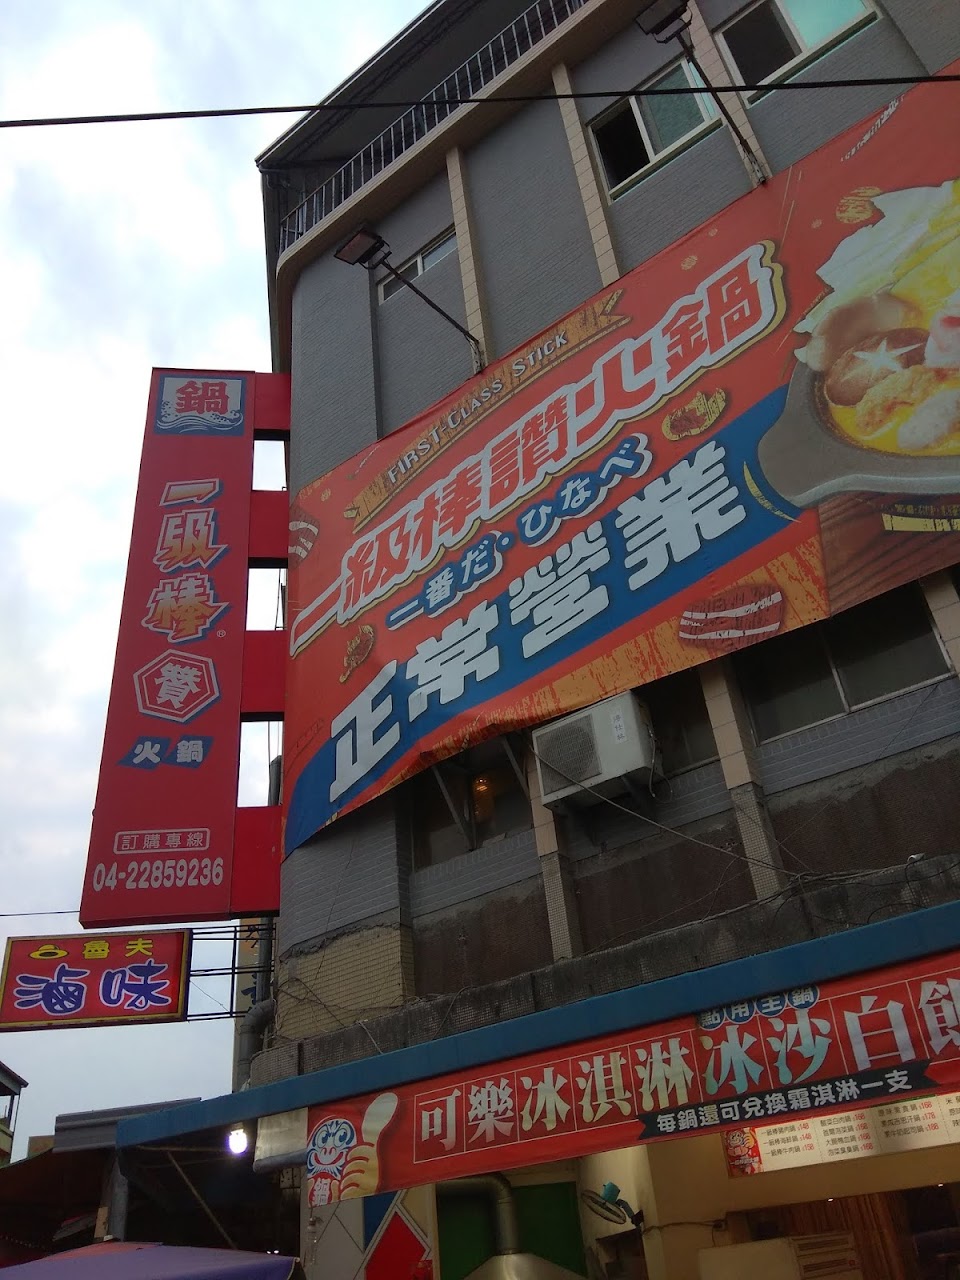 鍋
一級棒®
贊
火鍋
訂購專線
04-22859236
魯夫
滷味
FIRST-CLASS STICK
一級棒讚火鍋
一番だ·ひなべ
正常營業
點用全鍋
可樂冰淇淋冰沙白飯
每鍋還可兌換霜淇淋一支
鍋